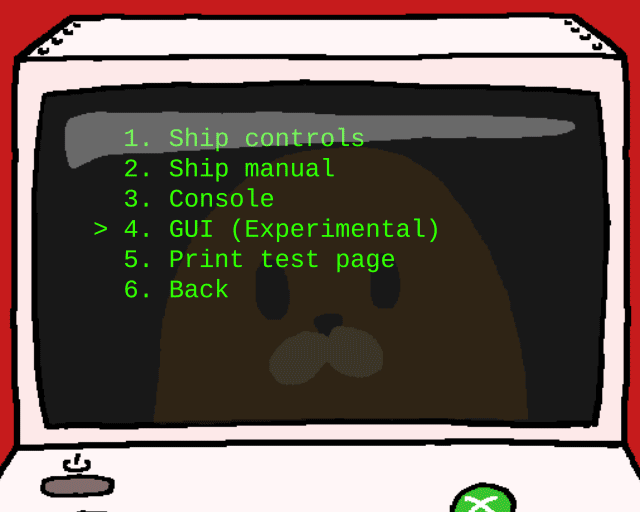 1. Ship controls
2. Ship manual
3. Console
> 4. GUI (Experimental)
5. Print test page
6. Back